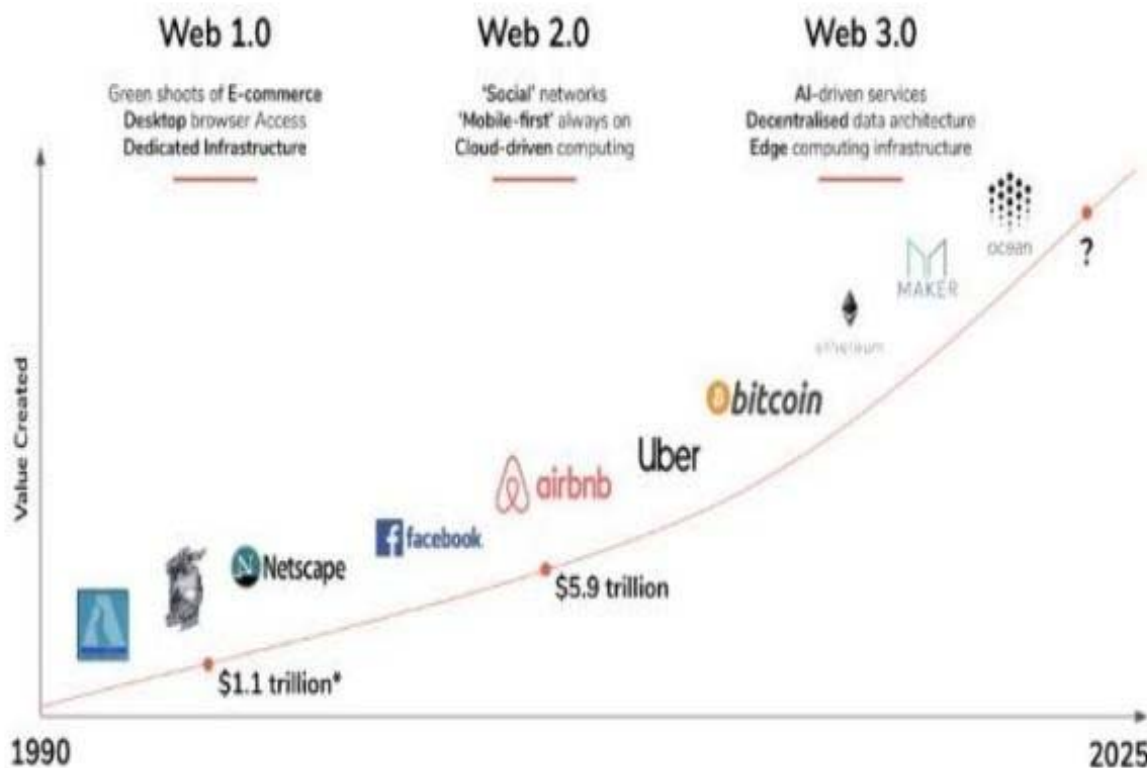 Web 1.0
Green shoots of E-commerce
Desktop browser Access
Dedicated Infrastructure
Web 2.0
'Social' networks
'Mobile-first' always on
Cloud-driven computing
Web 3.0
AI-driven services
Decentralised data architecture
Edge computing infrastructure
Value Created
Netscape
$1.1 trillion*
facebook
airbnb
$5.9 trillion
Uber
bitcoin
ethereum
MAKER
ocean
?
1990
2025